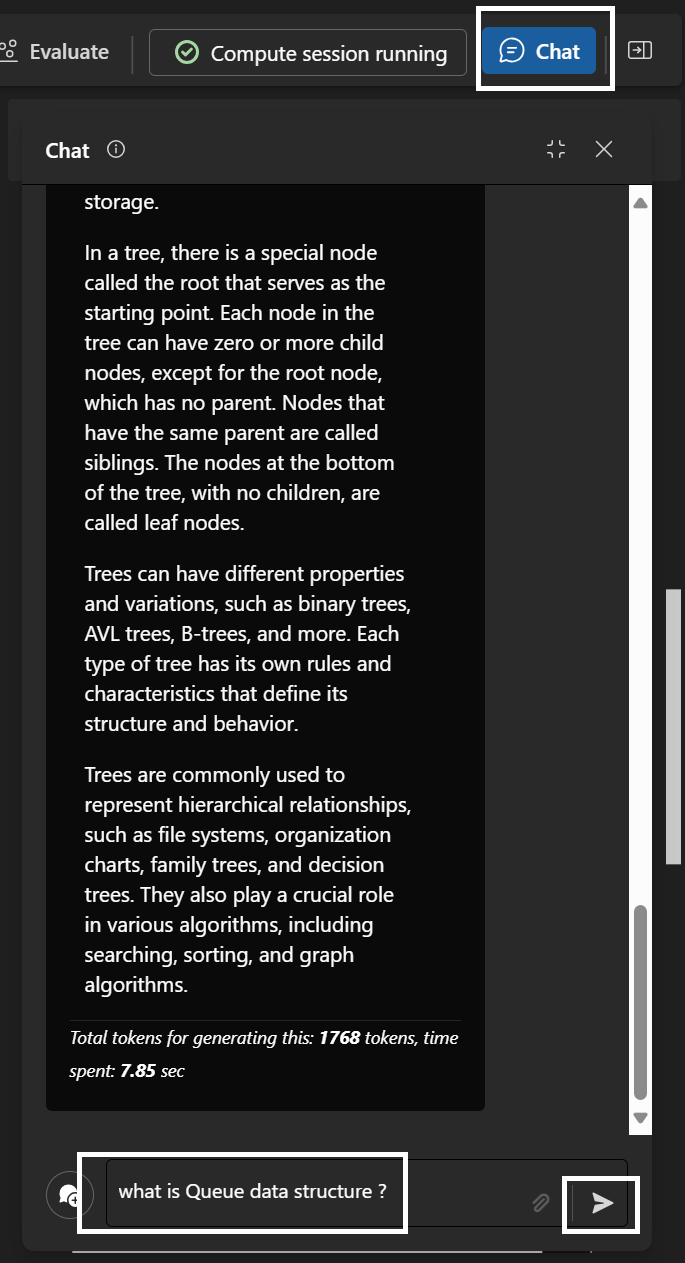 Evaluate
Compute session running
Chat
Chat
storage.
In a tree, there is a special node
called the root that serves as the
starting point. Each node in the
tree can have zero or more child
nodes, except for the root node,
which has no parent. Nodes that
have the same parent are called
siblings. The nodes at the bottom
of the tree, with no children, are
called leaf nodes.
Trees can have different properties
and variations, such as binary trees,
AVL trees, B-trees, and more. Each
type of tree has its own rules and
characteristics that define its
structure and behavior.
Trees are commonly used to
represent hierarchical relationships,
such as file systems, organization
charts, family trees, and decision
trees. They also play a crucial role
in various algorithms, including
searching, sorting, and graph
algorithms.
Total tokens for generating this: 1768 tokens, time
spent: 7.85 sec
what is Queue data structure ?